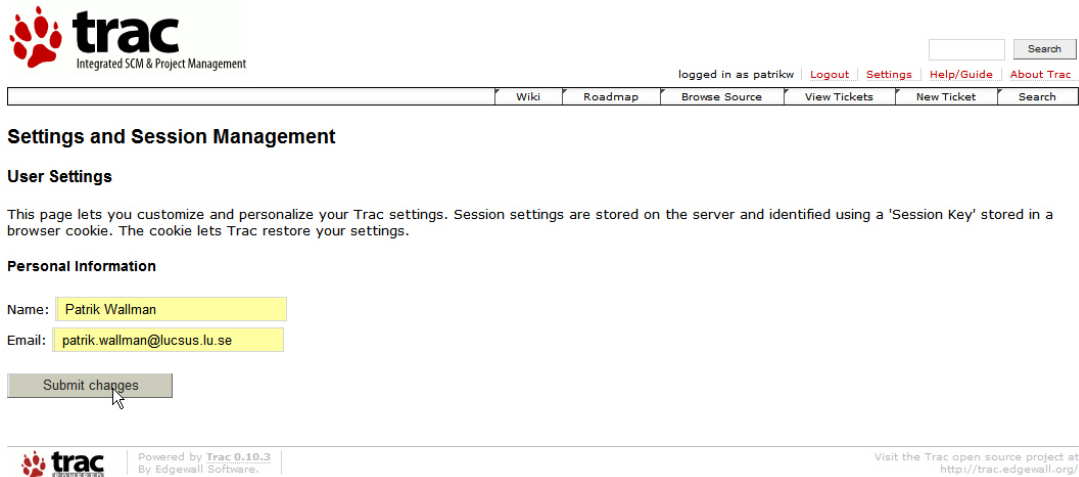 trac
Integrated SCM & Project Management
Search
logged in as patrikw Logout Settings Help/Guide About Trac
Wiki Roadmap Browse Source View Tickets New Ticket Search
Settings and Session Management
User Settings
This page lets you customize and personalize your Trac settings. Session settings are stored on the server and identified using a 'Session Key' stored in a
browser cookie. The cookie lets Trac restore your settings.
Personal Information
Name: Patrik Wallman
Email: patrik.wallman@lucsus.lu.se
Submit changes
trac
POWERED
Powered by Trac 0.10.3
By Edgewall Software.
Visit the Trac open source project at
http://trac.edgewall.org/